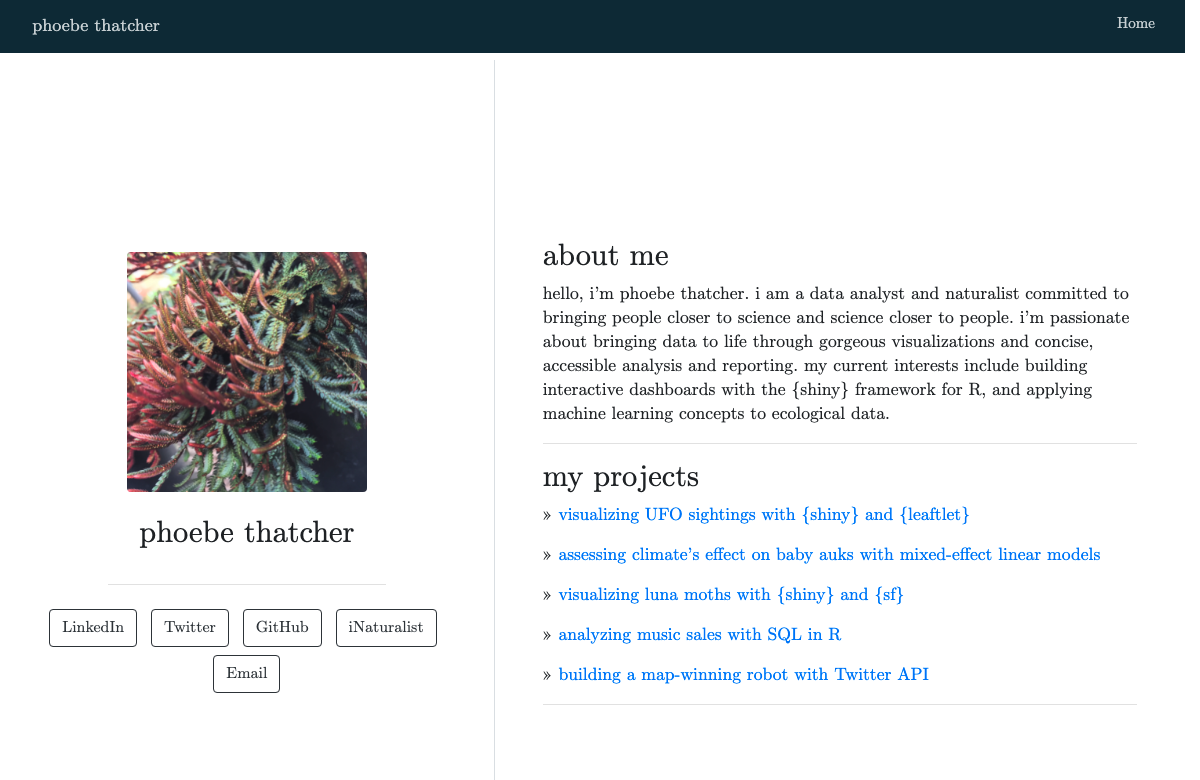 phoebe thatcher
Home
phoebe thatcher
LinkedIn
Twitter
GitHub
iNaturalist
Email
about me
hello, i'm phoebe thatcher. i am a data analyst and naturalist committed to
bringing people closer to science and science closer to people. i'm passionate
about bringing data to life through gorgeous visualizations and concise,
accessible analysis and reporting. my current interests include building
interactive dashboards with the {shiny} framework for R, and applying
machine learning concepts to ecological data.
my projects
» visualizing UFO sightings with {shiny} and {leaftlet}
» assessing climate's effect on baby auks with mixed-effect linear models
» visualizing luna moths with {shiny} and {sf}
» analyzing music sales with SQL in R
» building a map-winning robot with Twitter API